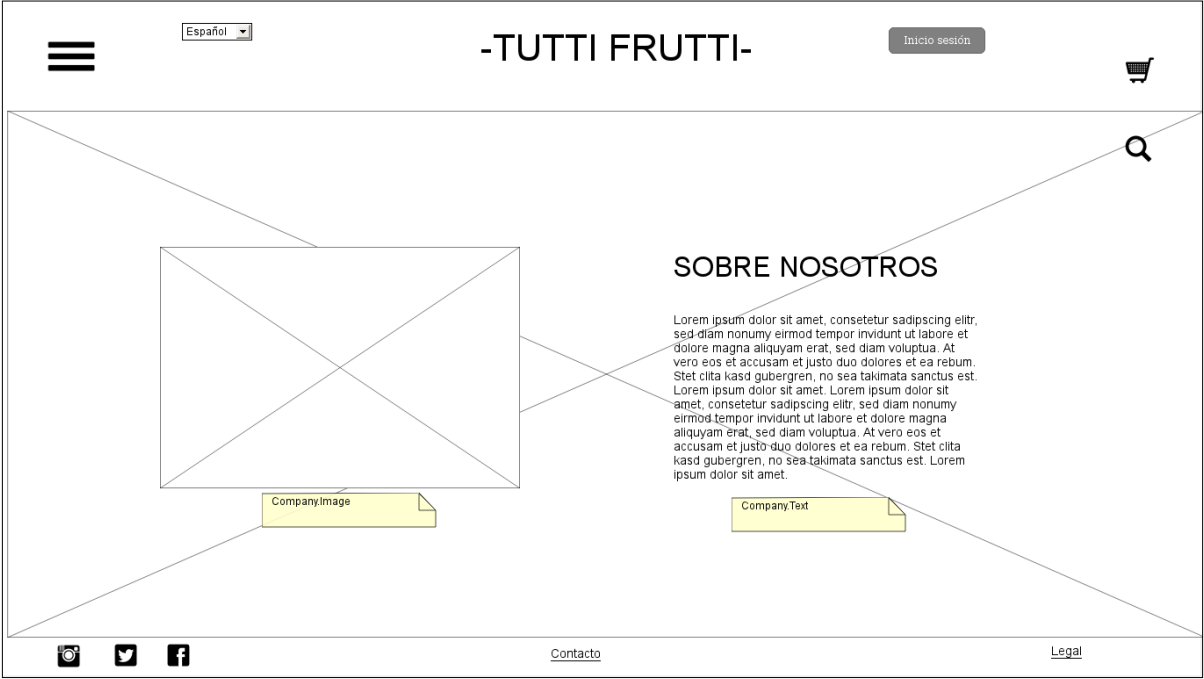 Español
-TUTTI FRUTTI-
Inicio sesión
SOBRE NOSOTROS
Lorem ipsum dolor sit amet, consetetur sadipscing elitr,
sed diam nonumy eirmod tempor invidunt ut labore et
dolore magna aliquyam erat, sed diam voluptua. At
vero eos et accusam et justo duo dolores et ea rebum.
Stet clita kasd gubergren, no sea takimata sanctus est.
Lorem ipsum dolor sit amet. Lorem ipsum dolor sit
amet, consetetur sadipscing elitr, sed diam nonumy
eirmod tempor invidunt ut labore et dolore magna
aliquyam erat, sed diam voluptua. At vero eos et
accusam et justo duo dolores et ea rebum. Stet clita
kasd gubergren, no sea takimata sanctus est. Lorem
ipsum dolor sit amet.
Company.Image
Company.Text
Contacto
Legal